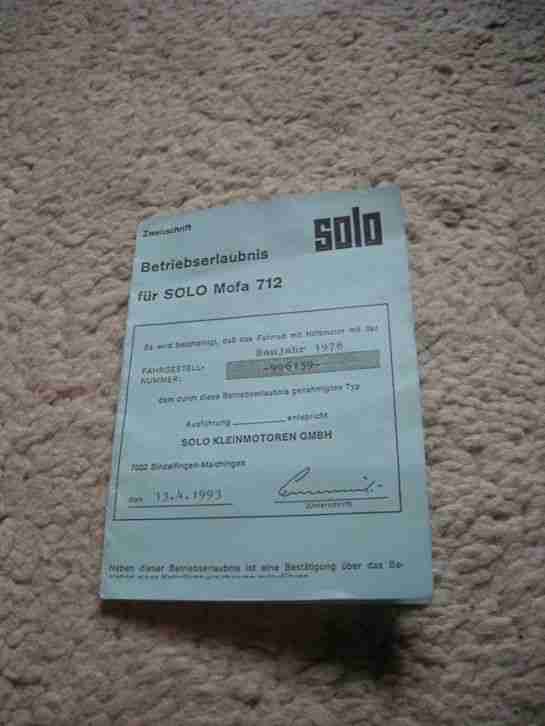 Zweitschrift
solo
Betriebserlaubnis
für SOLO Mofa 712
Es wird bescheinigt, daß das Fahrrad mit Hilfsmotor mit der
Baujahr 1978
FAHRGESTELL-
NUMMER:
dem durch diese Betriebserlaubnis genehmigten Typ
Ausführung entspricht
SOLO KLEINMOTOREN GMBH
7032 Sindelfingen-Maichingen
den 13.4.1993
(Unterschrift)
Neben dieser Betriebserlaubnis ist eine Bestätigung über das Be-